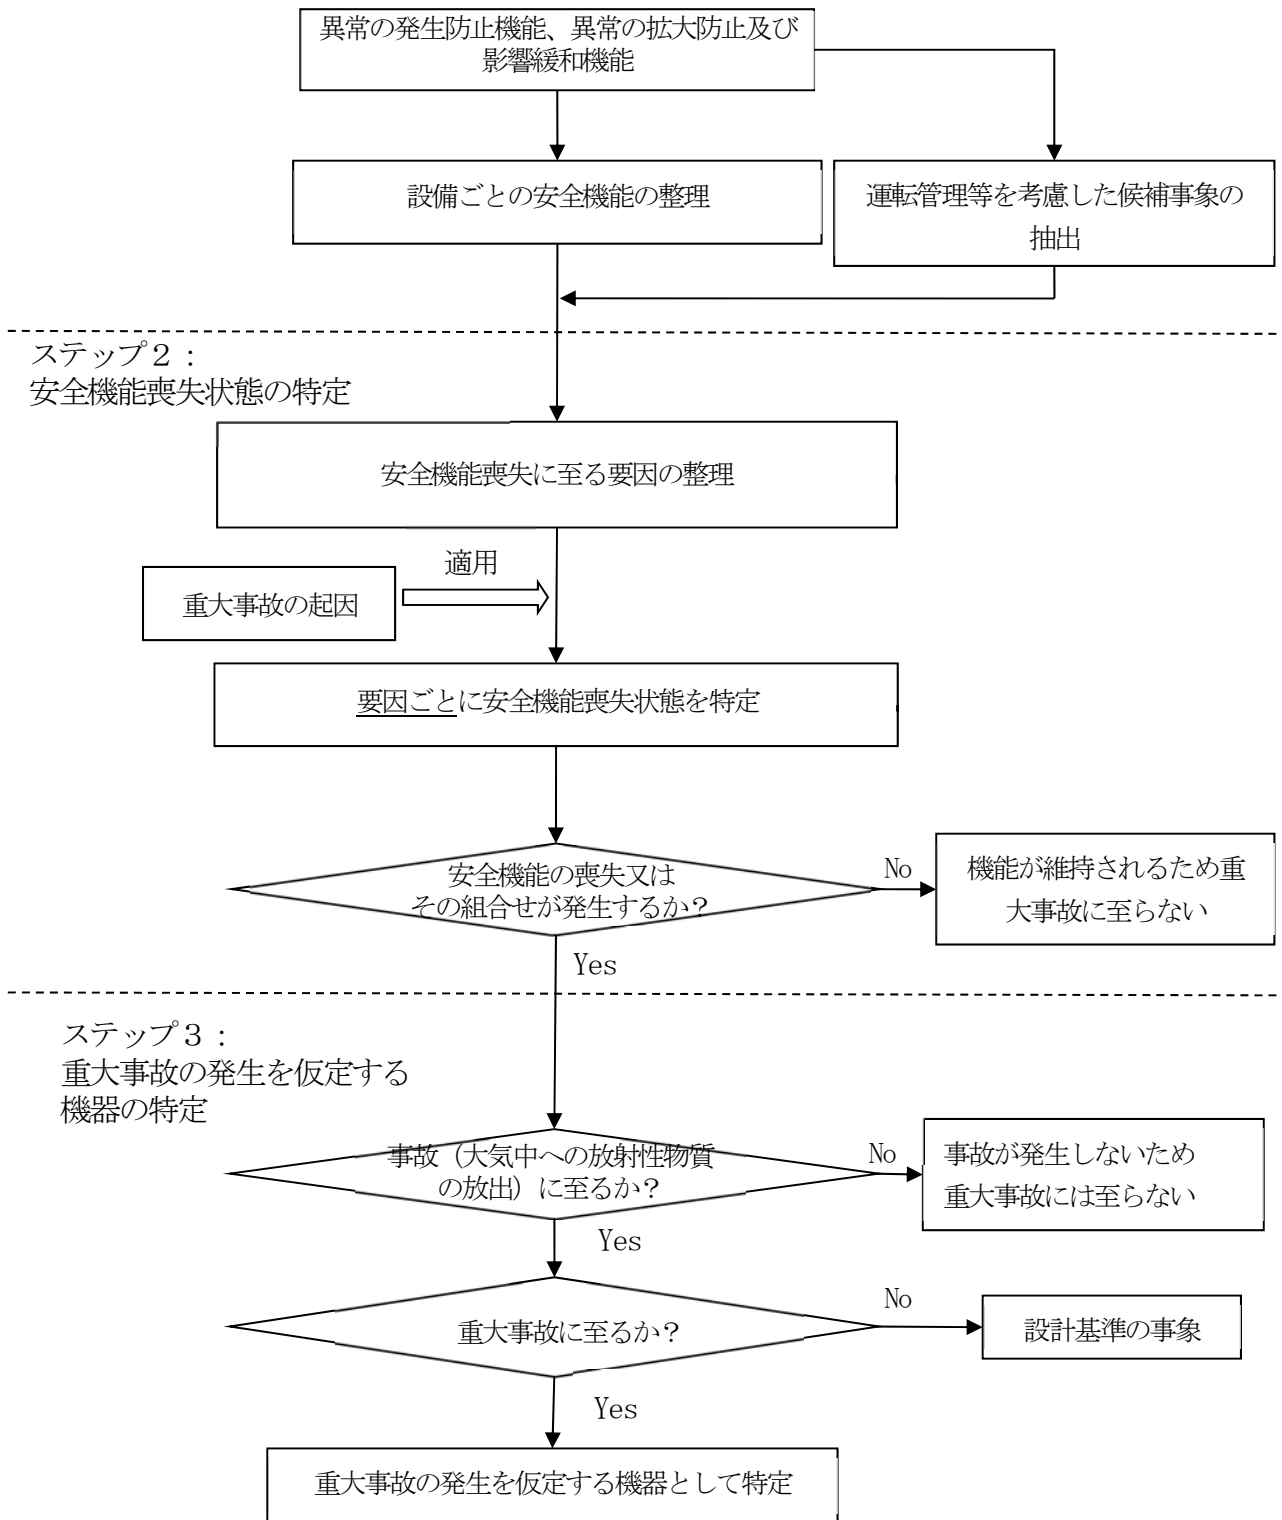 異常の発生防止機能、異常の拡大防止及び
影響緩和機能
設備ごとの安全機能の整理
運転管理等を考慮した候補事象の
抽出
ステップ２：
安全機能喪失状態の特定
安全機能喪失に至る要因の整理
適用
重大事故の起因
要因ごとに安全機能喪失状態を特定
安全機能の喪失又は
その組合せが発生するか？
No
機能が維持されるため重
大事故に至らない
Yes
ステップ３：
重大事故の発生を仮定する
機器の特定
事故（大気中への放射性物質
の放出）に至るか？
No
事故が発生しないため
重大事故には至らない
Yes
重大事故に至るか？
No
設計基準の事象
Yes
重大事故の発生を仮定する機器として特定